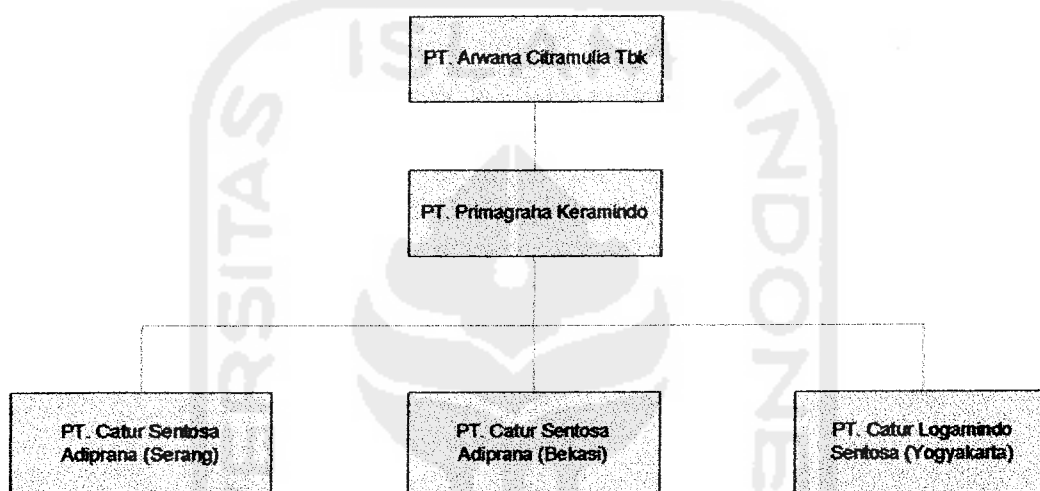 ISLAM
PT. Arwana Citramulia Tbk
PT. Primagraha Keramindo
PT. Catur Sentosa
Adiprana (Serang)
PT. Catur Sentosa
Adiprana (Bekasi)
PT. Catur Logamindo
Sentosa (Yogyakarta)